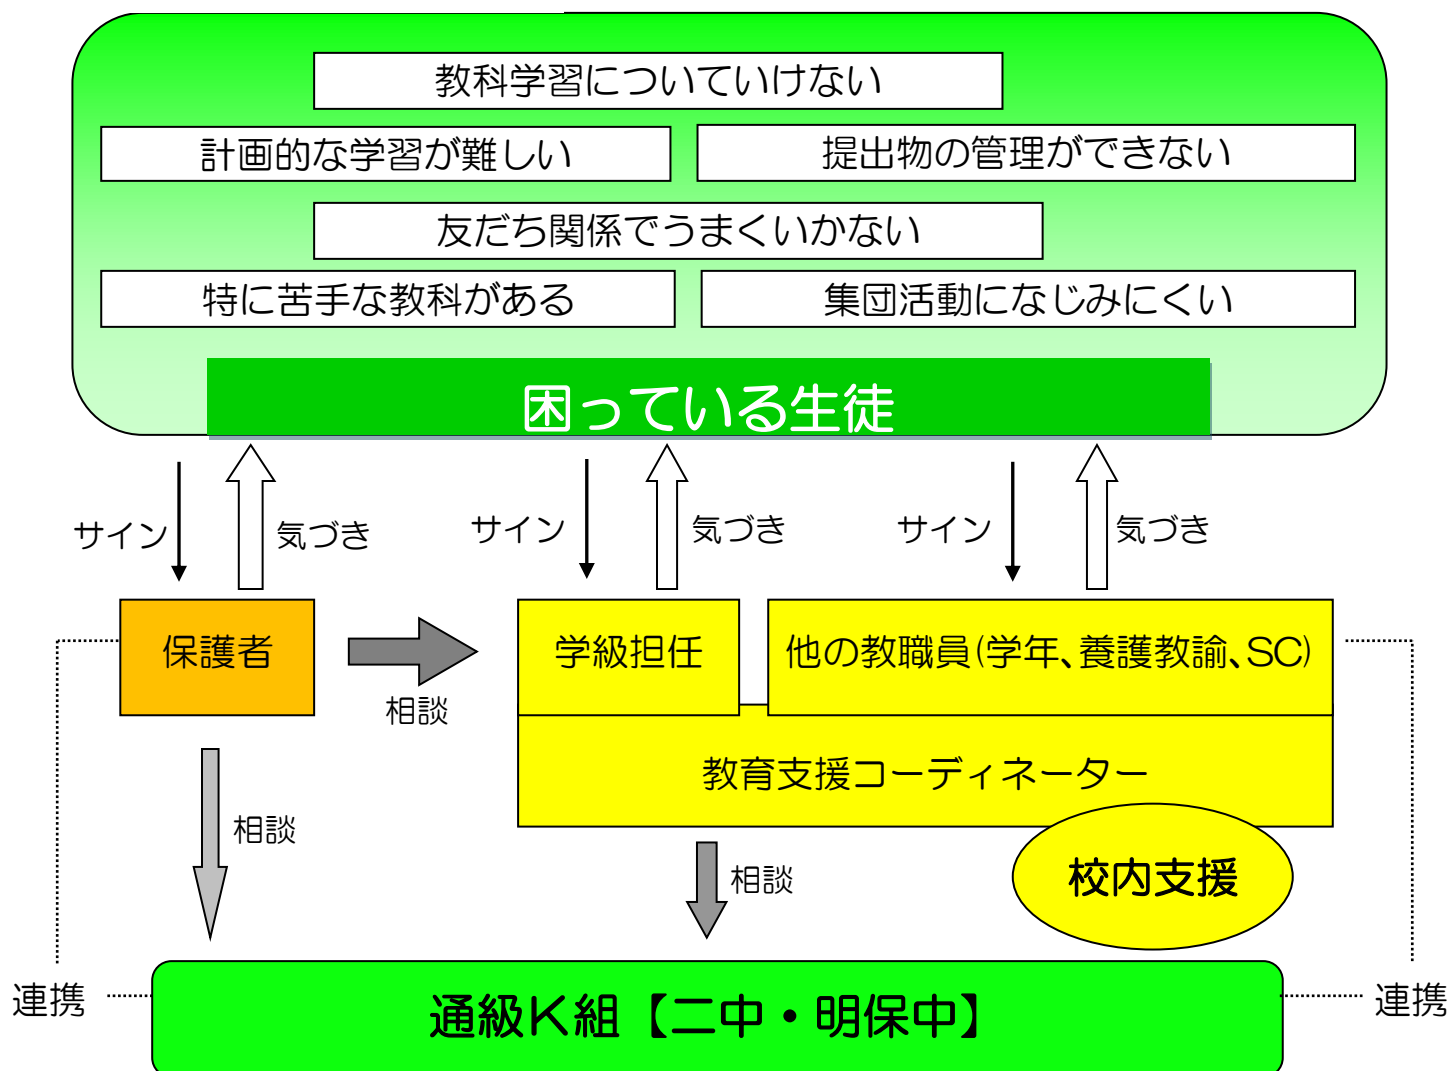 教科学習についていけない
計画的な学習が難しい
提出物の管理ができない
友だち関係でうまくいかない
特に苦手な教科がある
集団活動になじみにくい
困っている生徒
サイン
気づき
サイン
気づき
サイン
気づき
保護者
相談
学級担任
他の教職員(学年、養護教諭、SC)
教育支援コーディネーター
相談
相談
校内支援
連携
通級K組【二中・明保中】
連携